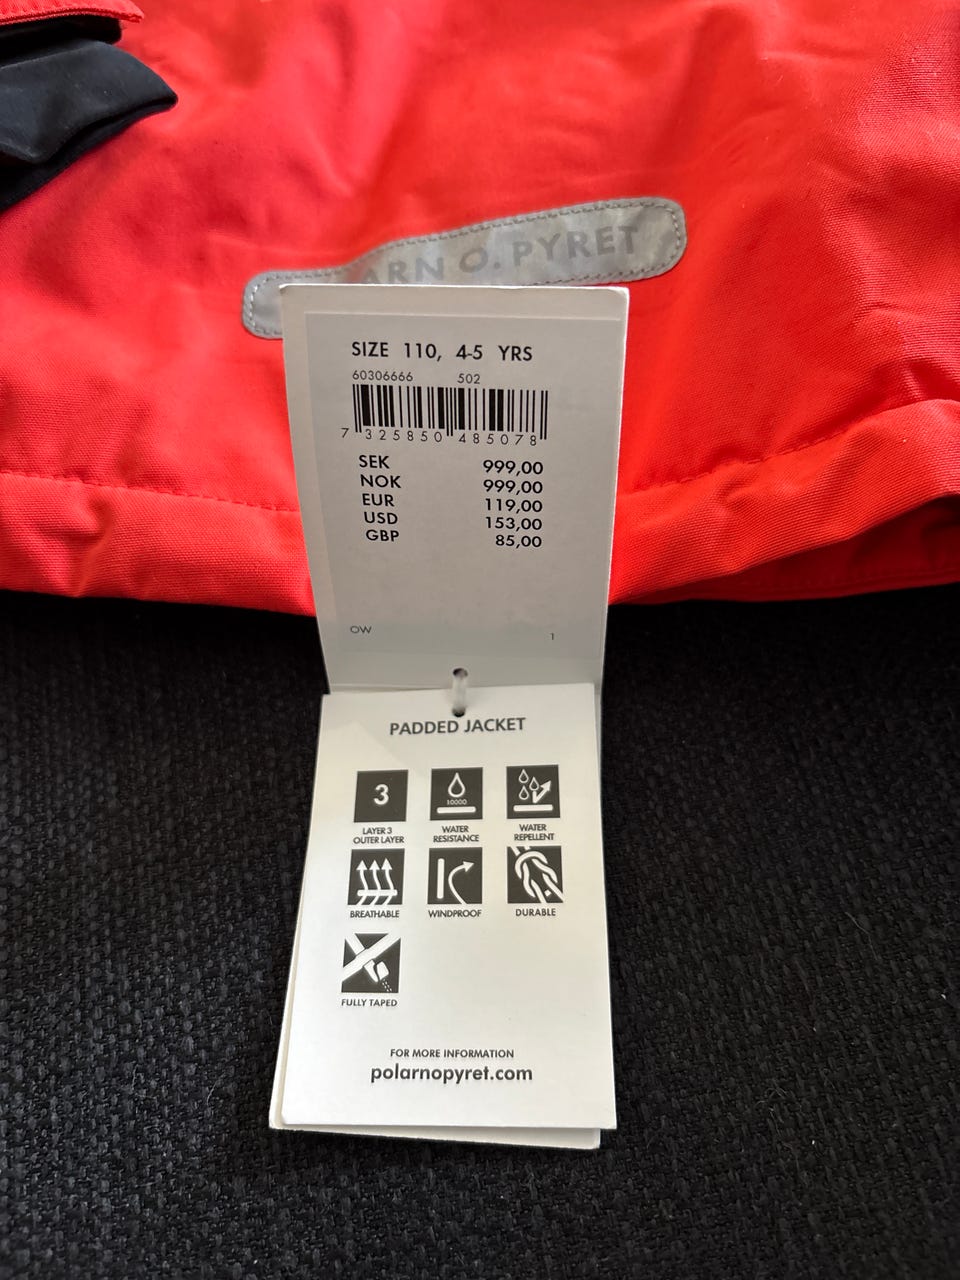 ARN O. PYRET
SIZE 110, 4-5 YRS
60306666 502
7 325850 485078
SEK 999,00
NOK 999,00
EUR 119,00
USD 153,00
GBP 85,00
OW 1
PADDED JACKET
3
10000
LAYER 3
OUTER LAYER
WATER
RESISTANCE
WATER
REPELLENT
BREATHABLE
WINDPROOF
DURABLE
FULLY TAPED
FOR MORE INFORMATION
polarnopyret.com